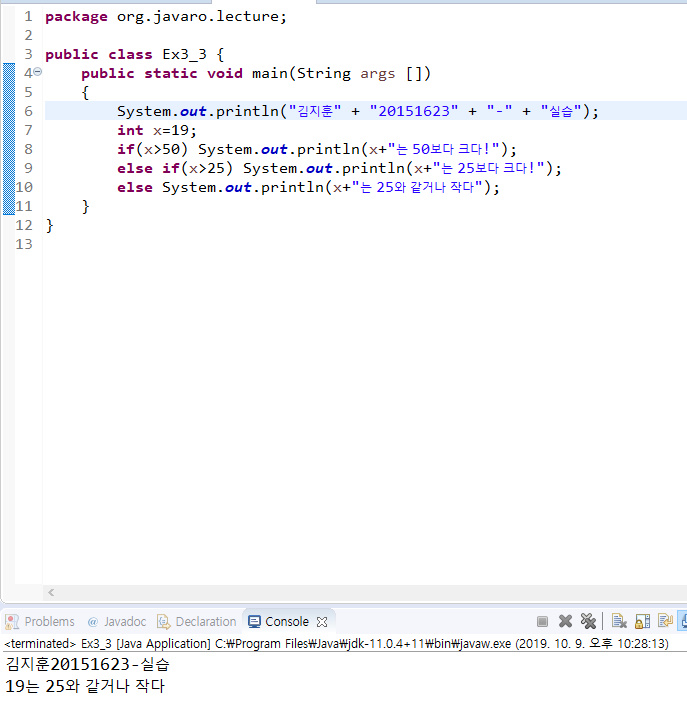 1 package org.javaro.lecture;
2
3 public class Ex3_3 {
4 public static void main(String args [])
5 {
6 System.out.println("김지훈" + "20151623" + "-" + "실습");
7 int x=19;
8 if(x>50) System.out.println(x+"는 50보다 크다!");
9 else if(x>25) System.out.println(x+"는 25보다 크다!");
10 else System.out.println(x+"는 25와 같거나 작다");
11 }
12 }
13
Problems @ Javadoc Declaration Console
<terminated> Ex3_3 [Java Application] C:₩Program Files₩Java₩jdk-11.0.4+11₩bin₩javaw.exe (2019. 10. 9. 오후 10:28:13)
김지훈20151623-실습
19는 25와 같거나 작다